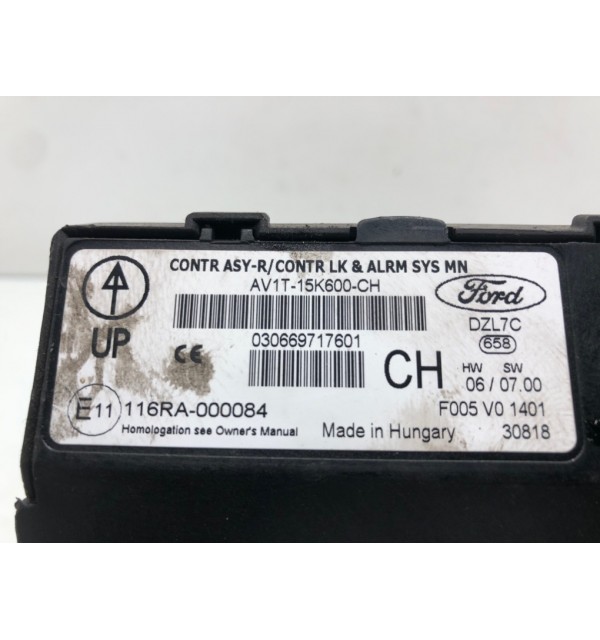 CONTR ASY-R/CONTR LK & ALRM SYS MN
AV1T-15K600-CH
Ford
UP
CE
030669717601
CH
DZL7C
658
HW SW
06 / 07.00
E11 116RA-000084
F005 V0 1401
Homologation see Owner's Manual
Made in Hungary
30818